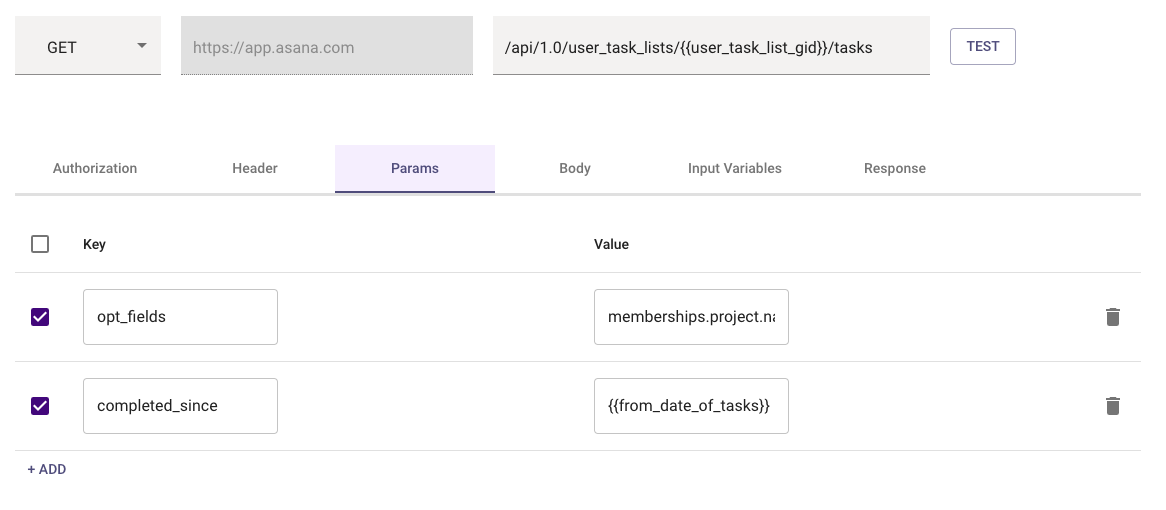 GET https://app.asana.com /api/1.0/user_task_lists/{{user_task_list_gid}}/tasks TEST
Authorization Header Params Body Input Variables Response
Key Value
opt_fields memberships.project.na
completed_since {{from_date_of_tasks}}
+ ADD